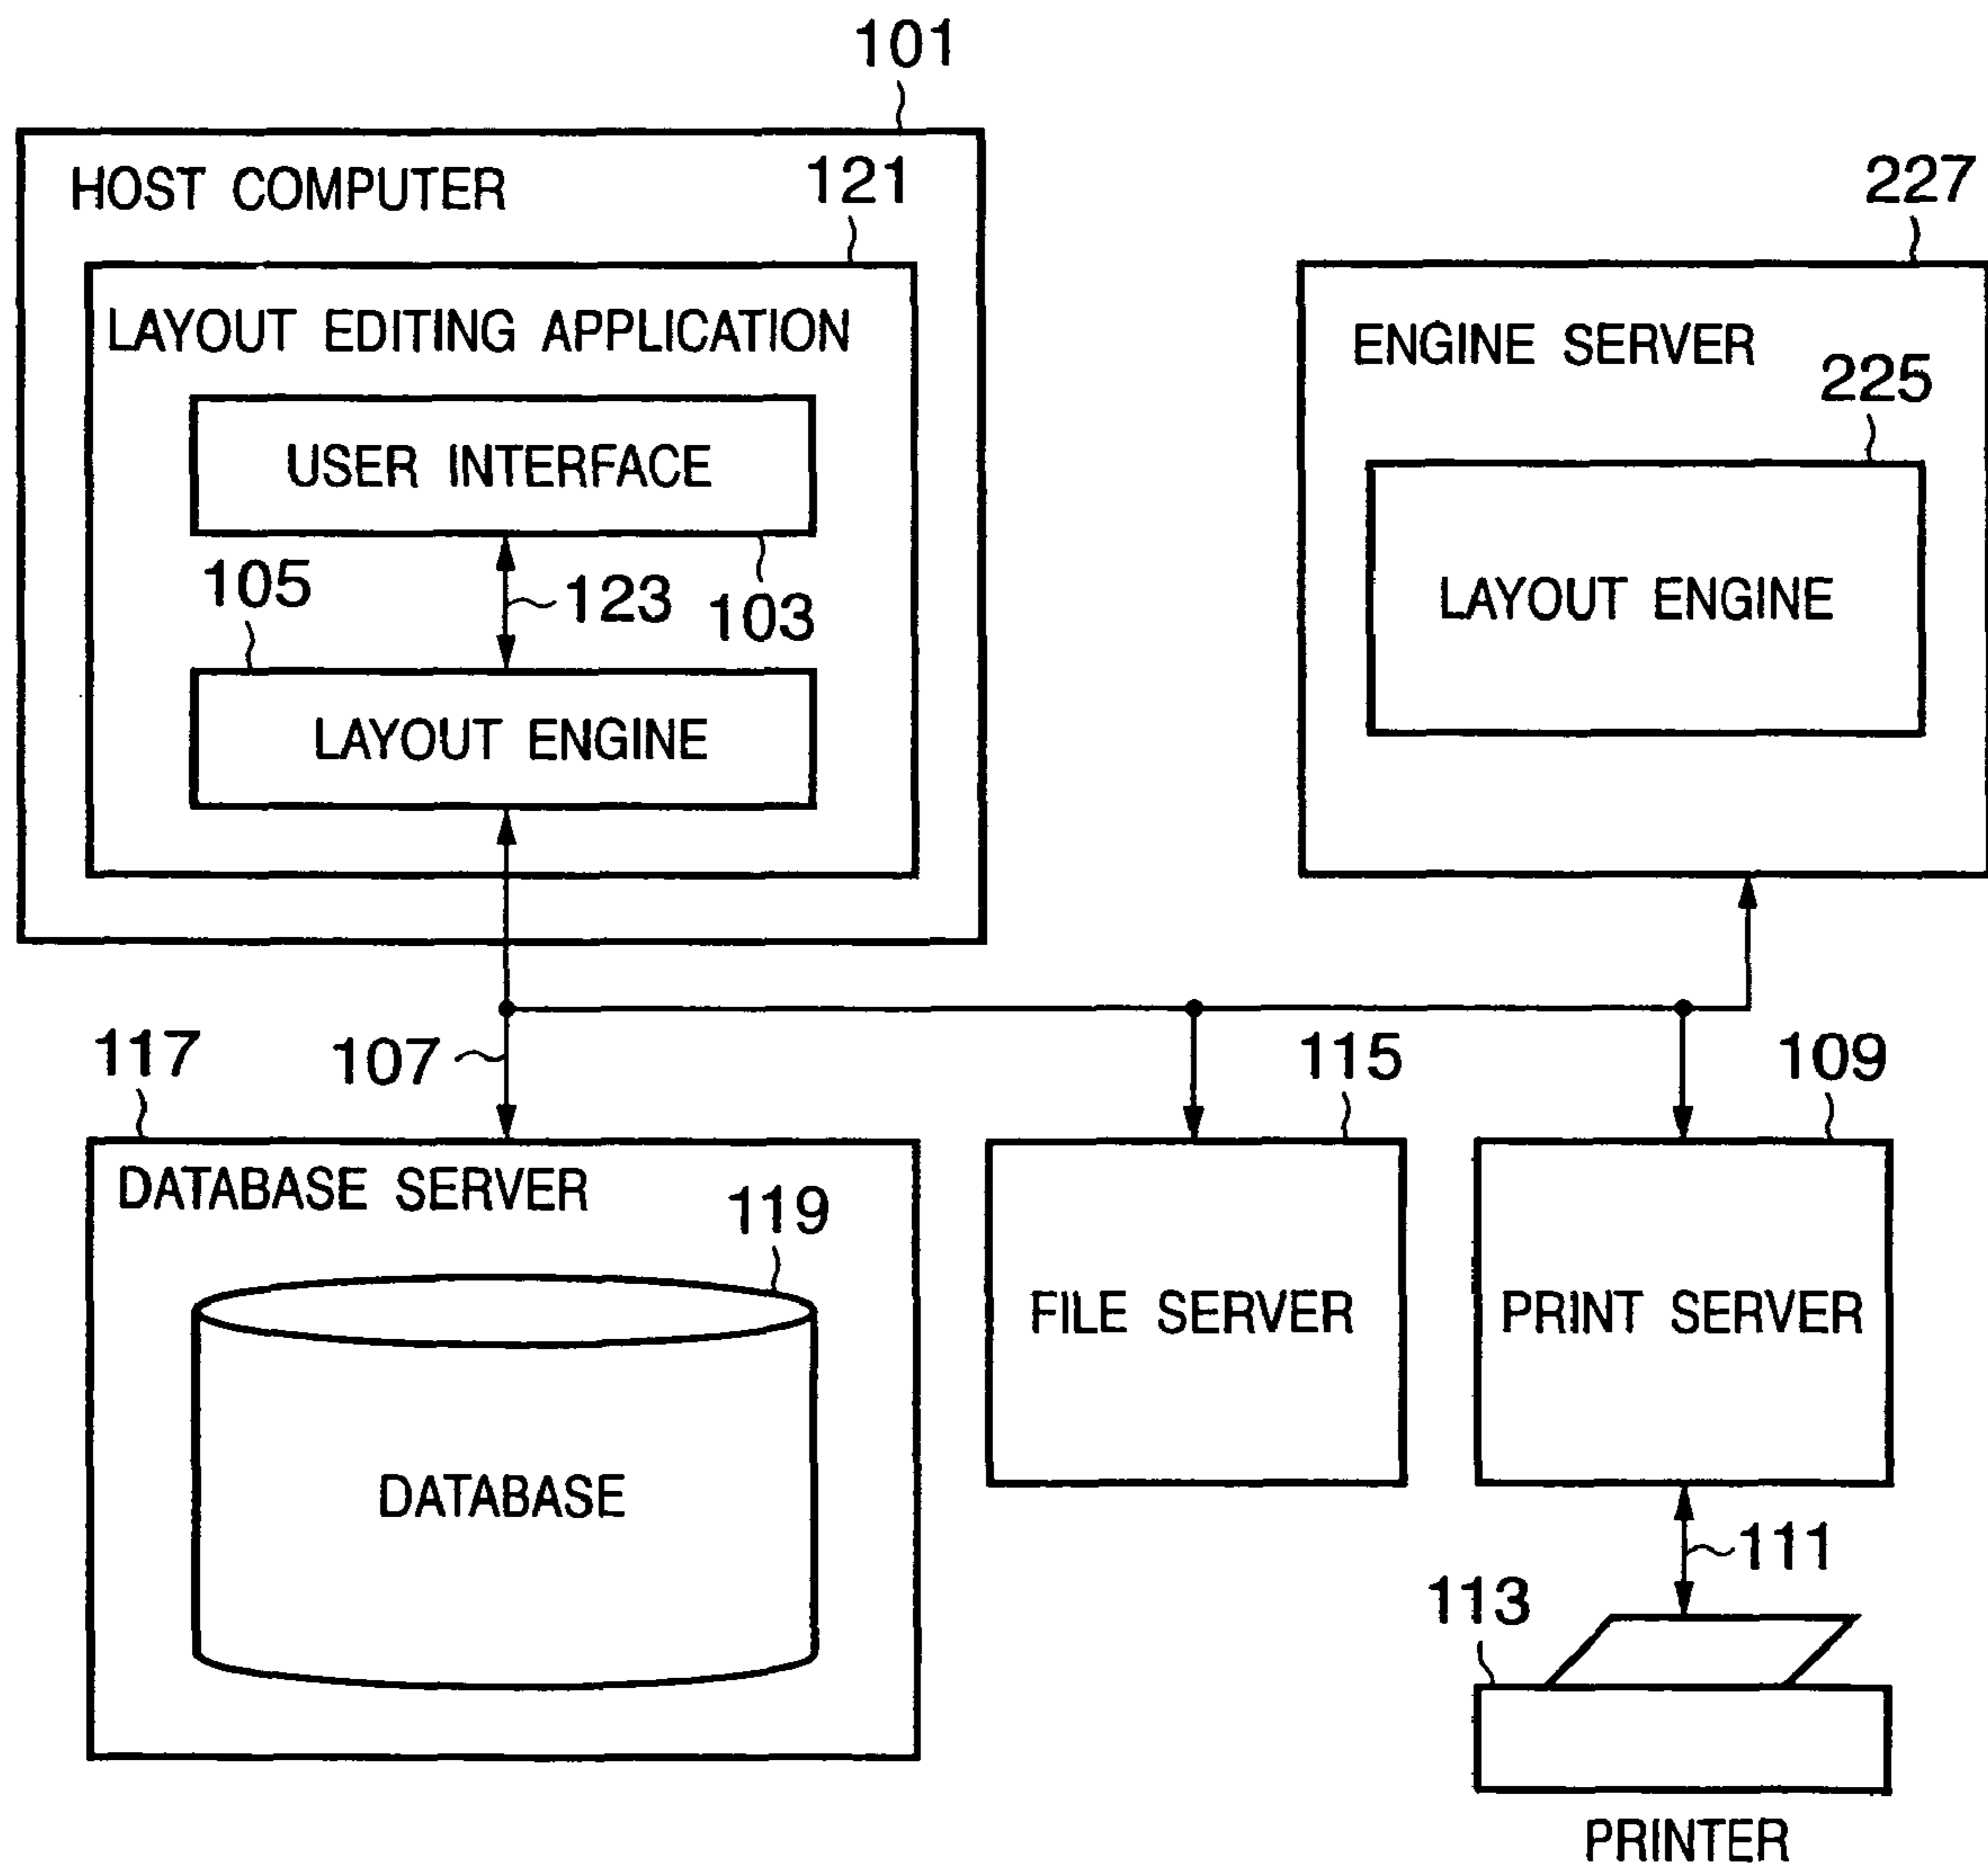 101
HOST COMPUTER
121
227
LAYOUT EDITING APPLICATION
ENGINE SERVER
225
USER INTERFACE
105
123
103
LAYOUT ENGINE
LAYOUT ENGINE
117
107
115
109
DATABASE SERVER
119
FILE SERVER
PRINT SERVER
DATABASE
111
113
PRINTER